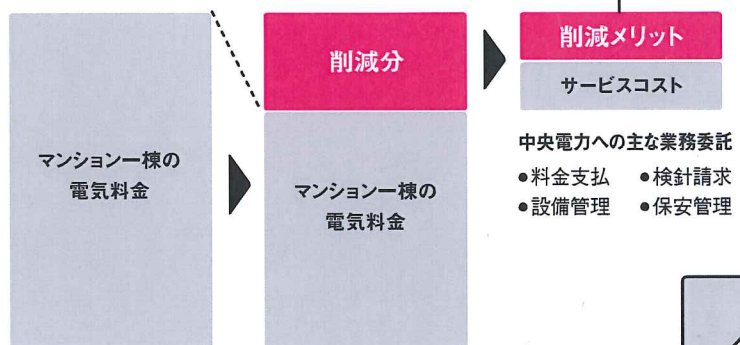 マンション一棟の
電気料金
削減分
マンション一棟の
電気料金
削減メリット
サービスコスト
中央電力への主な業務委託
●料金支払 ●検針請求
●設備管理 ●保安管理